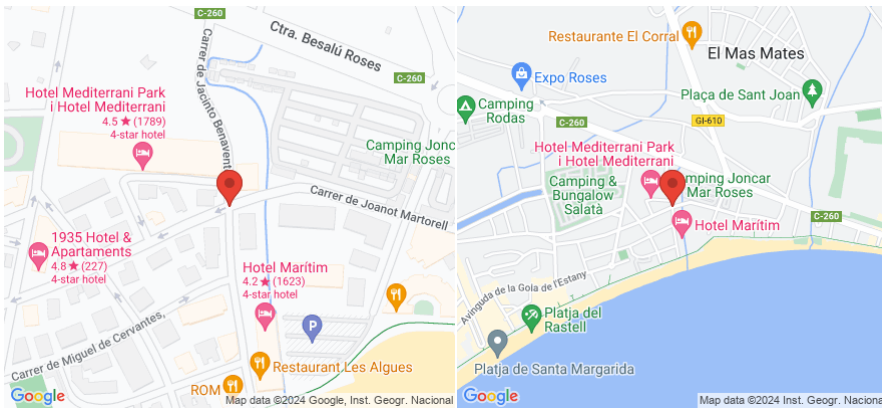 C-260
Ctra. Besalú Roses
Carrer de Jacinto Benavent
C-260
Hotel Mediterrani Park
i Hotel Mediterrani
4.5 ★ (1789)
4-star hotel
Camping Joncar
Mar Roses
Carrer de Joanot Martorell
1935 Hotel &
Apartaments
4.8 ★ (227)
4-star hotel
Hotel Marítim
4.2 ★ (1623)
4-star hotel
P
Carrer de Miguel de Cervantes,
Restaurant Les Algues
ROM
Google
Map data ©2024 Google, Inst. Geogr. Nacional
Restaurante El Corral
El Mas Mates
Expo Roses
Plaça de Sant Joan
Camping
Rodas
C-260
GI-610
Hotel Mediterrani Park
i Hotel Mediterrani
Camping &
Bungalow
Salatà
mping Joncar
Mar Roses
C-260
Hotel Marítim
Avinguda de la Gola de l'Estany
Platja del
Rastell
Platja de Santa Margarida
Google
Map data ©2024 Inst. Geogr. Nacional